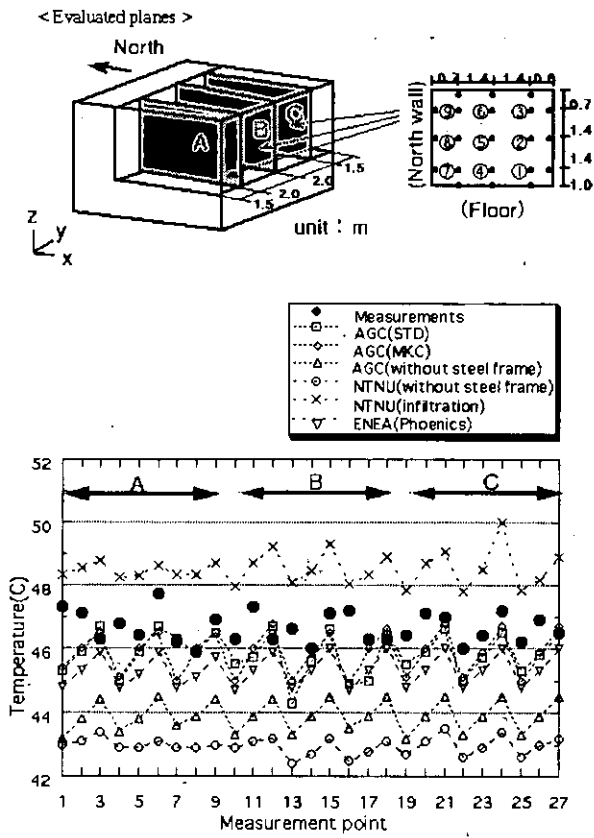 < Evaluated planes >
North
A
B
C
1.5
2.0
2.0
1.5
unit : m
z
y
x
0.7 1.4 1.4 0.6
(North wall)
⑨ ⑥ ③
⑧ ⑤ ②
⑦ ④ ①
0.7
1.4
1.4
1.0
(Floor)
Measurements
AGC(STD)
AGC(MKC)
AGC(without steel frame)
NTNU(without steel frame)
NTNU(infiltration)
ENEA(Phoenics)
Temperature(C)
52
50
48
46
44
42
A
B
C
1 3 5 7 9 11 13 15 17 19 21 23 25 27
Measurement point